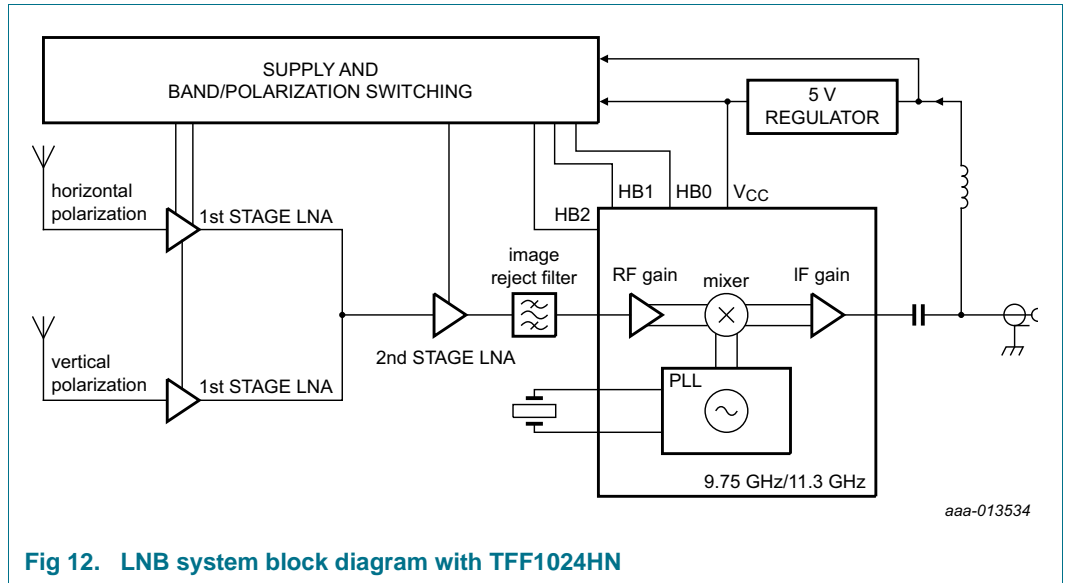 SUPPLY AND
BAND/POLARIZATION SWITCHING
5 V
REGULATOR
horizontal
polarization
1st STAGE LNA
HB2
HB1
HB0
VCC
image
reject filter
RF gain
mixer
IF gain
2nd STAGE LNA
vertical
polarization
1st STAGE LNA
PLL
9.75 GHz/11.3 GHz
aaa-013534
Fig 12. LNB system block diagram with TFF1024HN